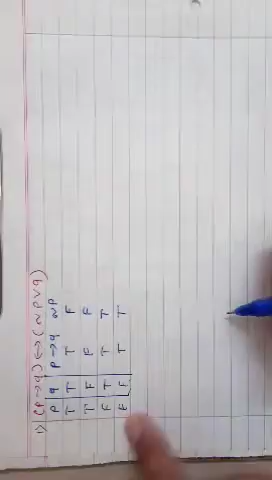 1) (p→q)↔(~p∨q)
p q p→q ~p
T T T F
T F F F
F T T T
F F T T